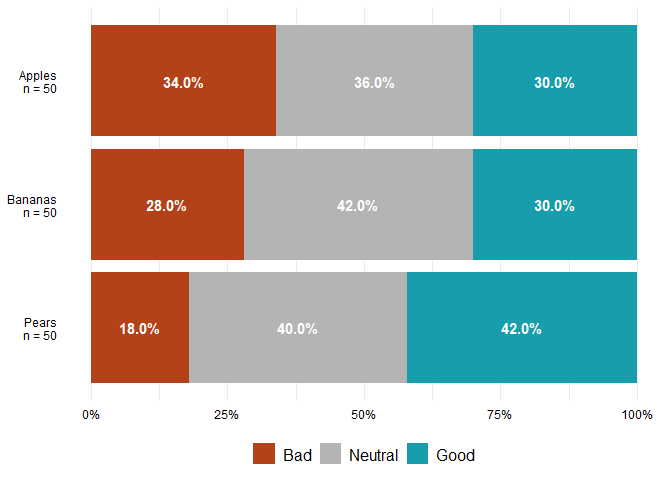 Apples
n = 50
34.0% 36.0% 30.0%
Bananas
n = 50
28.0% 42.0% 30.0%
Pears
n = 50
18.0% 40.0% 42.0%
0% 25% 50% 75% 100%
Bad Neutral Good